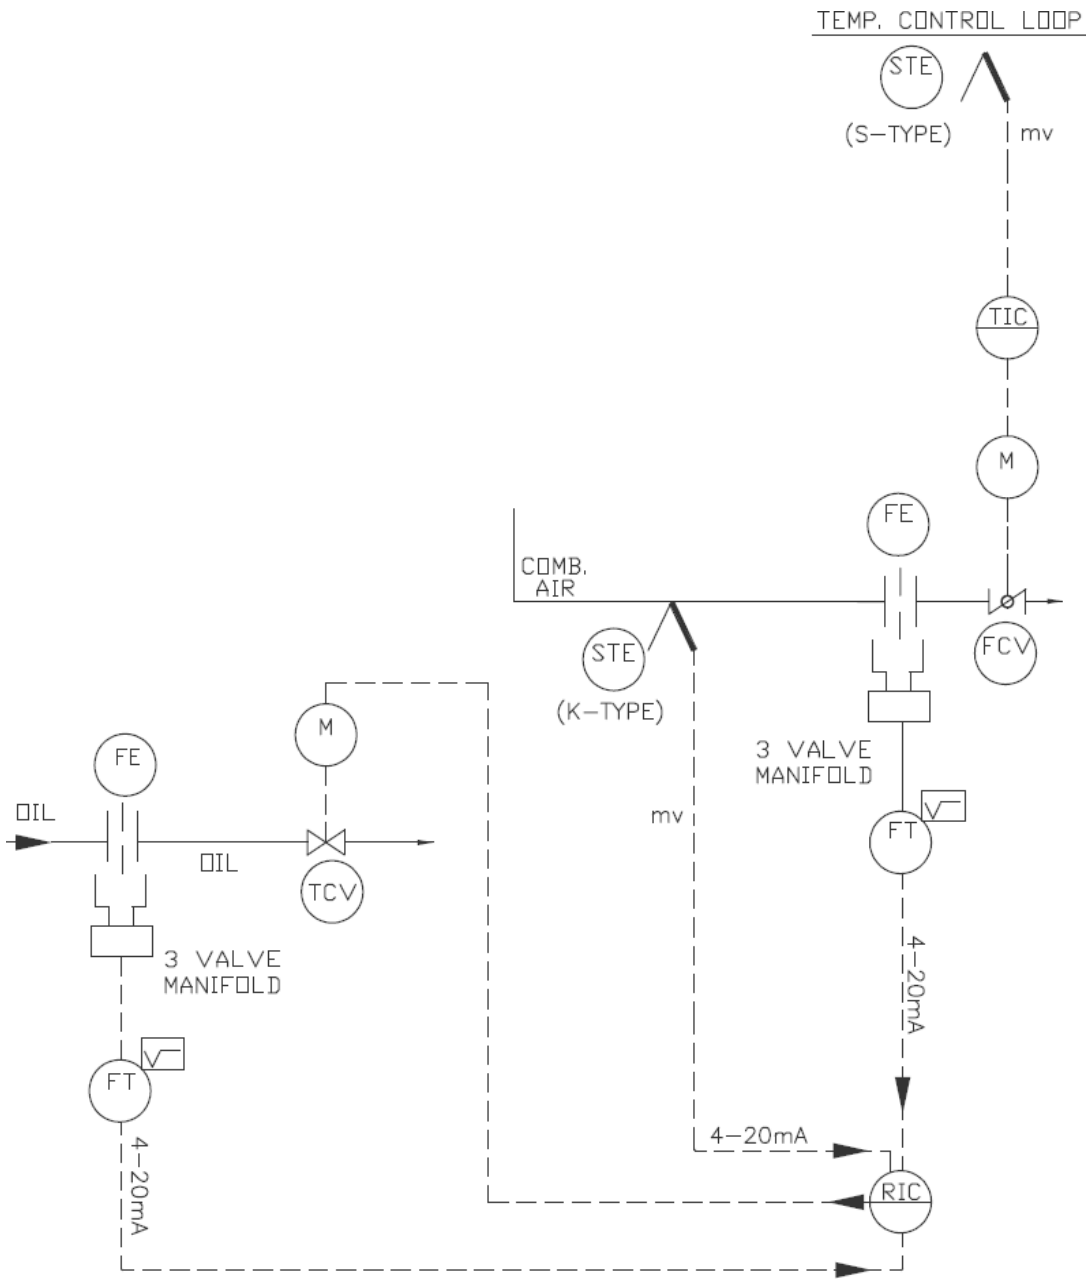 TEMP. CONTROL LOOP
STE
(S-TYPE)
mv
TIC
M
FE
COMB.
AIR
FCV
STE
(K-TYPE)
M
3 VALVE
MANIFOLD
FE
OIL
mv
√
FT
OIL
TCV
4-20mA
3 VALVE
MANIFOLD
√
FT
4-20mA
4-20mA
RIC